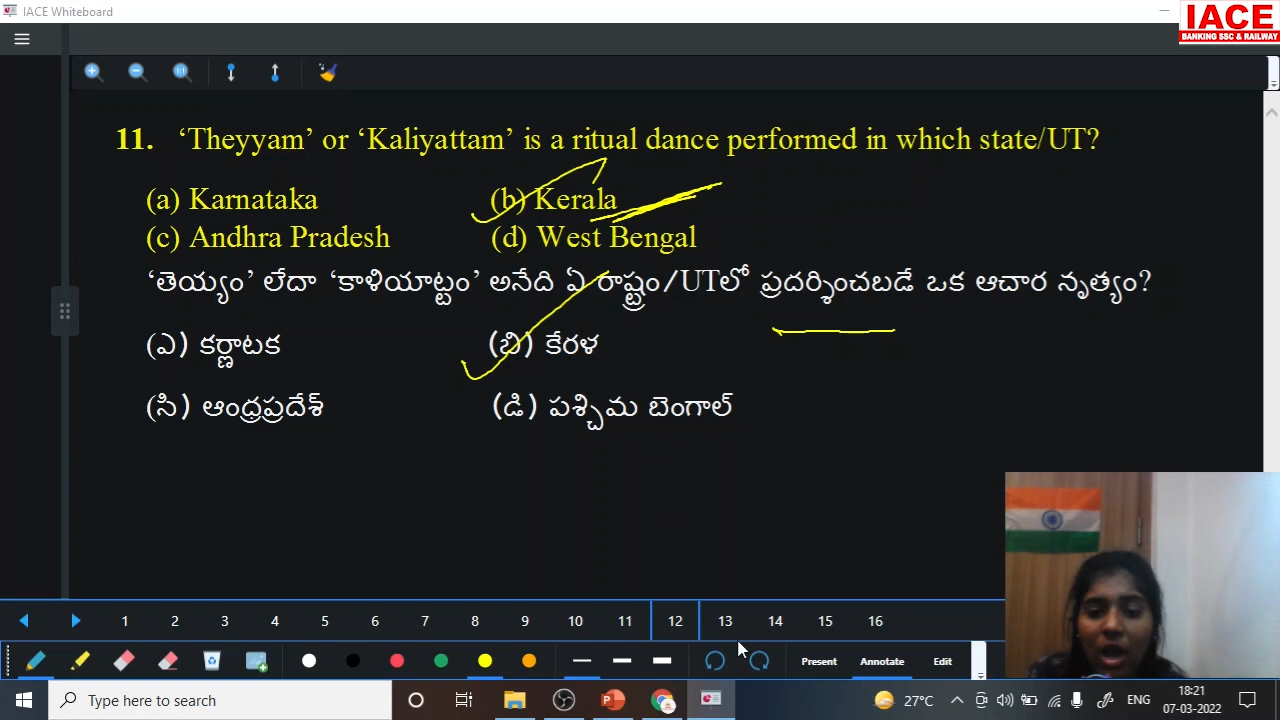 IACE Whiteboard
IACE
BANKING SSC & RAILWAY
11. ‘Theyyam’ or ‘Kaliyattam’ is a ritual dance performed in which state/UT?
(a) Karnataka (b) Kerala
(c) Andhra Pradesh (d) West Bengal
‘తెయ్యం’ లేదా ‘కాళియాట్టం’ అనేది ఏ రాష్ట్రం/UTలో ప్రదర్శించబడే ఒక ఆచార నృత్యం?
(ఎ) కర్ణాటక (బి) కేరళ
(సి) ఆంధ్రప్రదేశ్ (డి) పశ్చిమ బెంగాల్
1 2 3 4 5 6 7 8 9 10 11 12 13 14 15 16
Present Annotate Edit
Type here to search 27°C ENG 18:21
07-03-2022